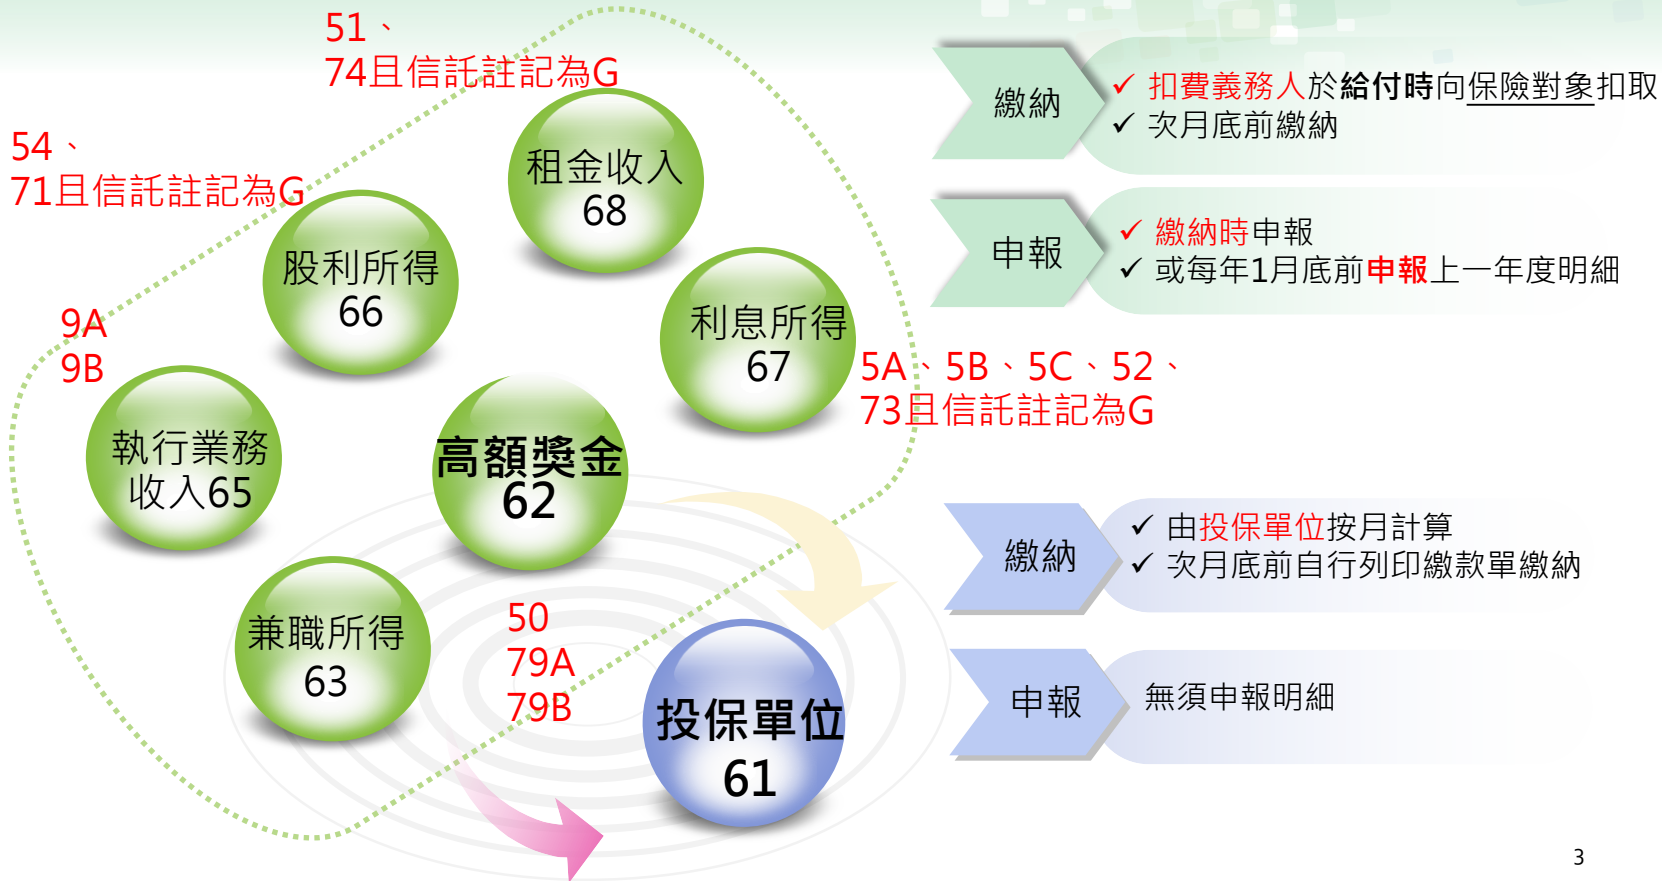 51、
74且信託註記為G
54、
71且信託註記為G
租金收入
68
股利所得
66
9A
9B
利息所得
67
5A、5B、5C、52、
73且信託註記為G
執行業務
收入65
高額獎金
62
兼職所得
63
50
79A
79B
投保單位
61
繳納
✓ 扣費義務人於給付時向保險對象扣取
✓ 次月底前繳納
申報
✓ 繳納時申報
✓ 或每年1月底前申報上一年度明細
繳納
✓ 由投保單位按月計算
✓ 次月底前自行列印繳款單繳納
申報
無須申報明細
3